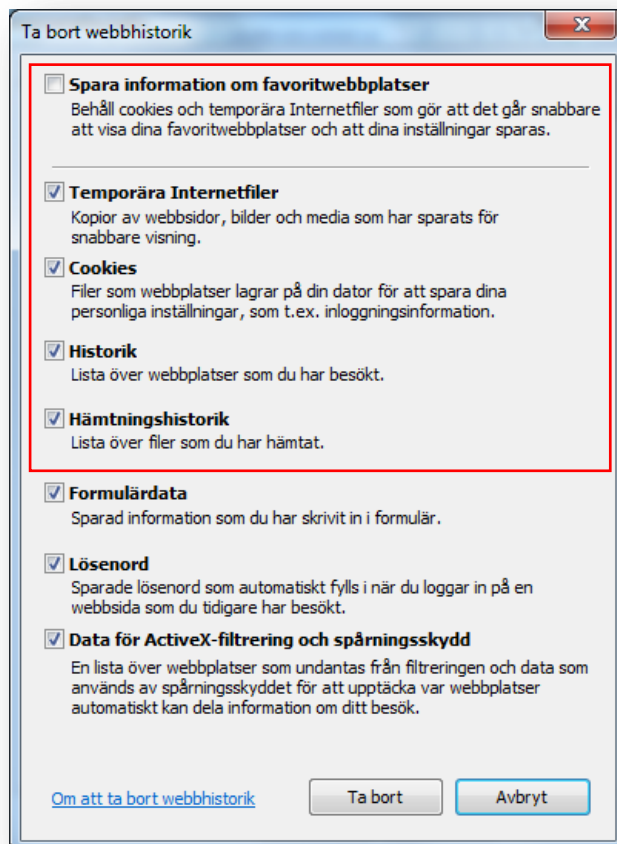 Ta bort webbhistorik
Spara information om favoritwebbplatser
Behåll cookies och temporära Internetfiler som gör att det går snabbare
att visa dina favoritwebbplatser och att dina inställningar sparas.
Temporära Internetfiler
Kopior av webbsidor, bilder och media som har sparats för
snabbare visning.
Cookies
Filer som webbplatser lagrar på din dator för att spara dina
personliga inställningar, som t.ex. inloggningsinformation.
Historik
Lista över webbplatser som du har besökt.
Hämtningshistorik
Lista över filer som du har hämtat.
Formulärdata
Sparad information som du har skrivit in i formulär.
Lösenord
Sparade lösenord som automatiskt fylls i när du loggar in på en
webbsida som du tidigare har besökt.
Data för ActiveX-filtrering och spårningsskydd
En lista över webbplatser som undantas från filtreringen och data som
används av spårningsskyddet för att upptäcka var webbplatser
automatiskt kan dela information om ditt besök.
Om att ta bort webbhistorik
Ta bort
Avbryt